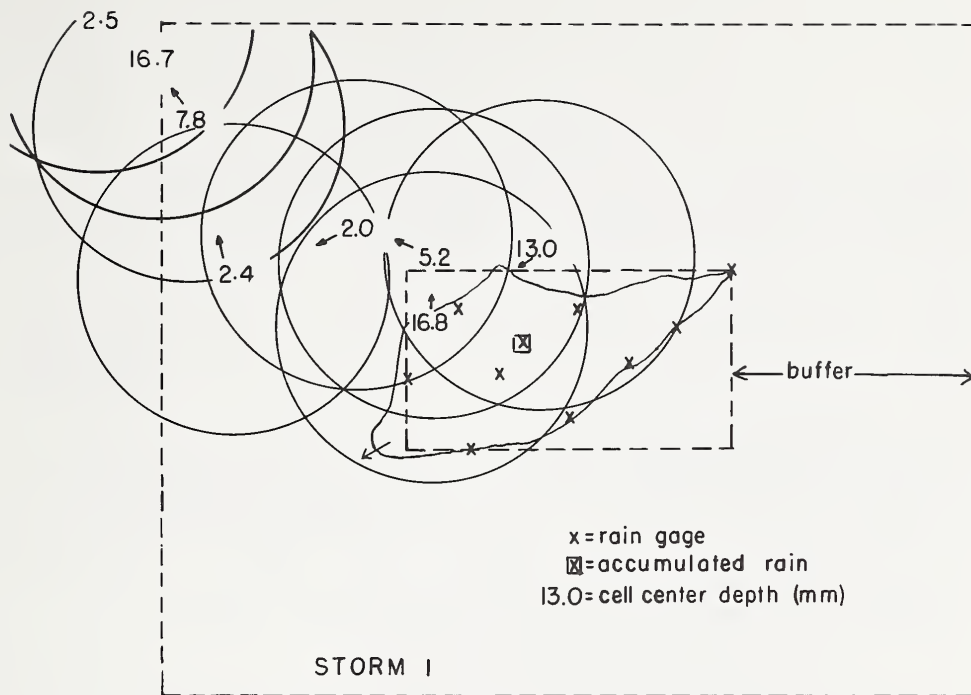 2.5
16.7
7.8
2.0
5.2
13.0
2.4
16.8
buffer
x = rain gage
☒ = accumulated rain
13.0 = cell center depth (mm)
STORM I